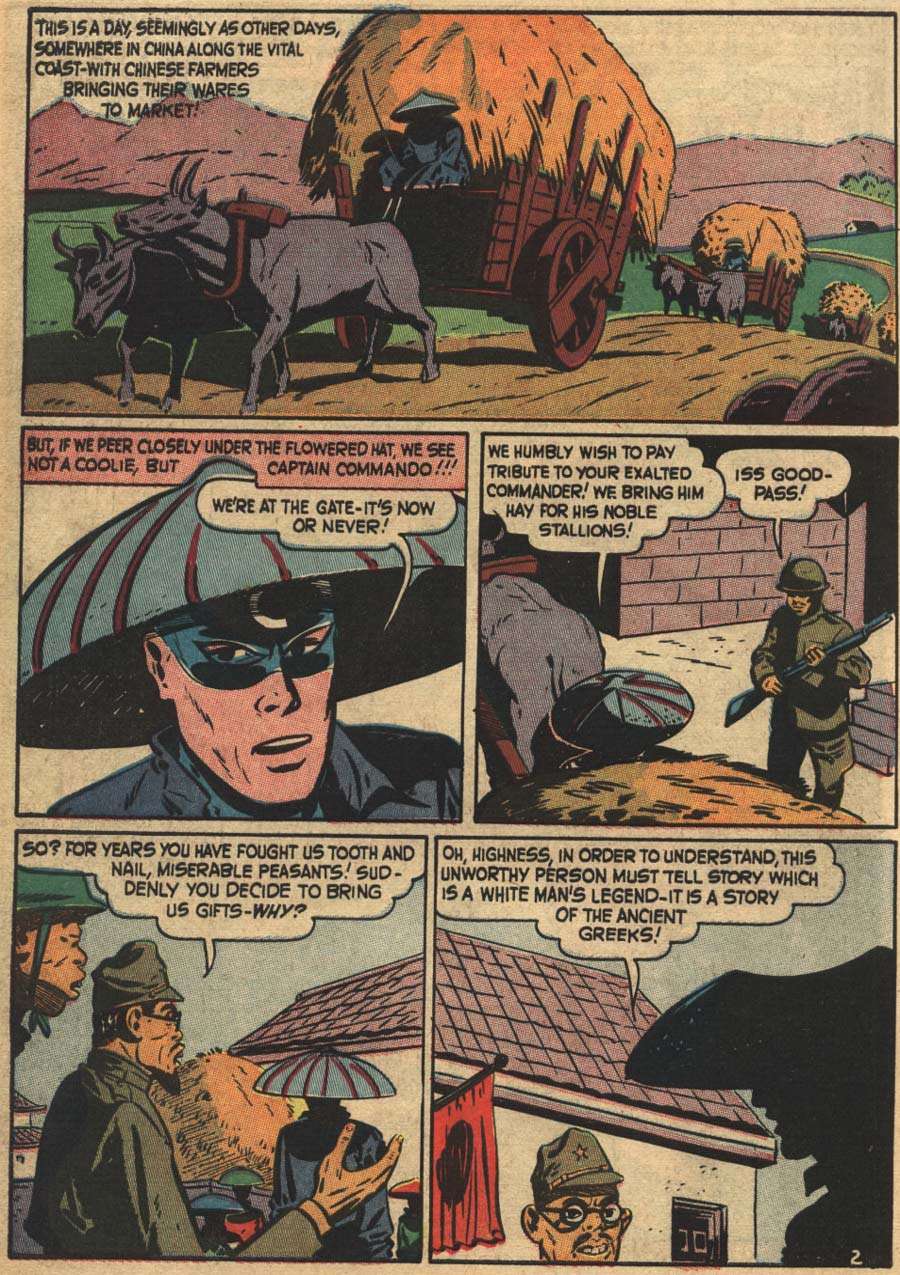 THIS IS A DAY, SEEMINGLY AS OTHER DAYS,
SOMEWHERE IN CHINA ALONG THE VITAL
COAST-WITH CHINESE FARMERS
BRINGING THEIR WARES
TO MARKET!
BUT, IF WE PEER CLOSELY UNDER THE FLOWERED HAT, WE SEE
NOT A COOLIE, BUT CAPTAIN COMMANDO!!!
WE'RE AT THE GATE-IT'S NOW
OR NEVER!
WE HUMBLY WISH TO PAY
TRIBUTE TO YOUR EXALTED
COMMANDER! WE BRING HIM
HAY FOR HIS NOBLE
STALLIONS!
ISS GOOD-
PASS!
SO? FOR YEARS YOU HAVE FOUGHT US TOOTH AND
NAIL, MISERABLE PEASANTS! SUD-
DENLY YOU DECIDE TO BRING
US GIFTS-WHY?
OH, HIGHNESS, IN ORDER TO UNDERSTAND, THIS
UNWORTHY PERSON MUST TELL STORY WHICH
IS A WHITE MAN'S LEGEND-IT IS A STORY
OF THE ANCIENT
GREEKS!
2